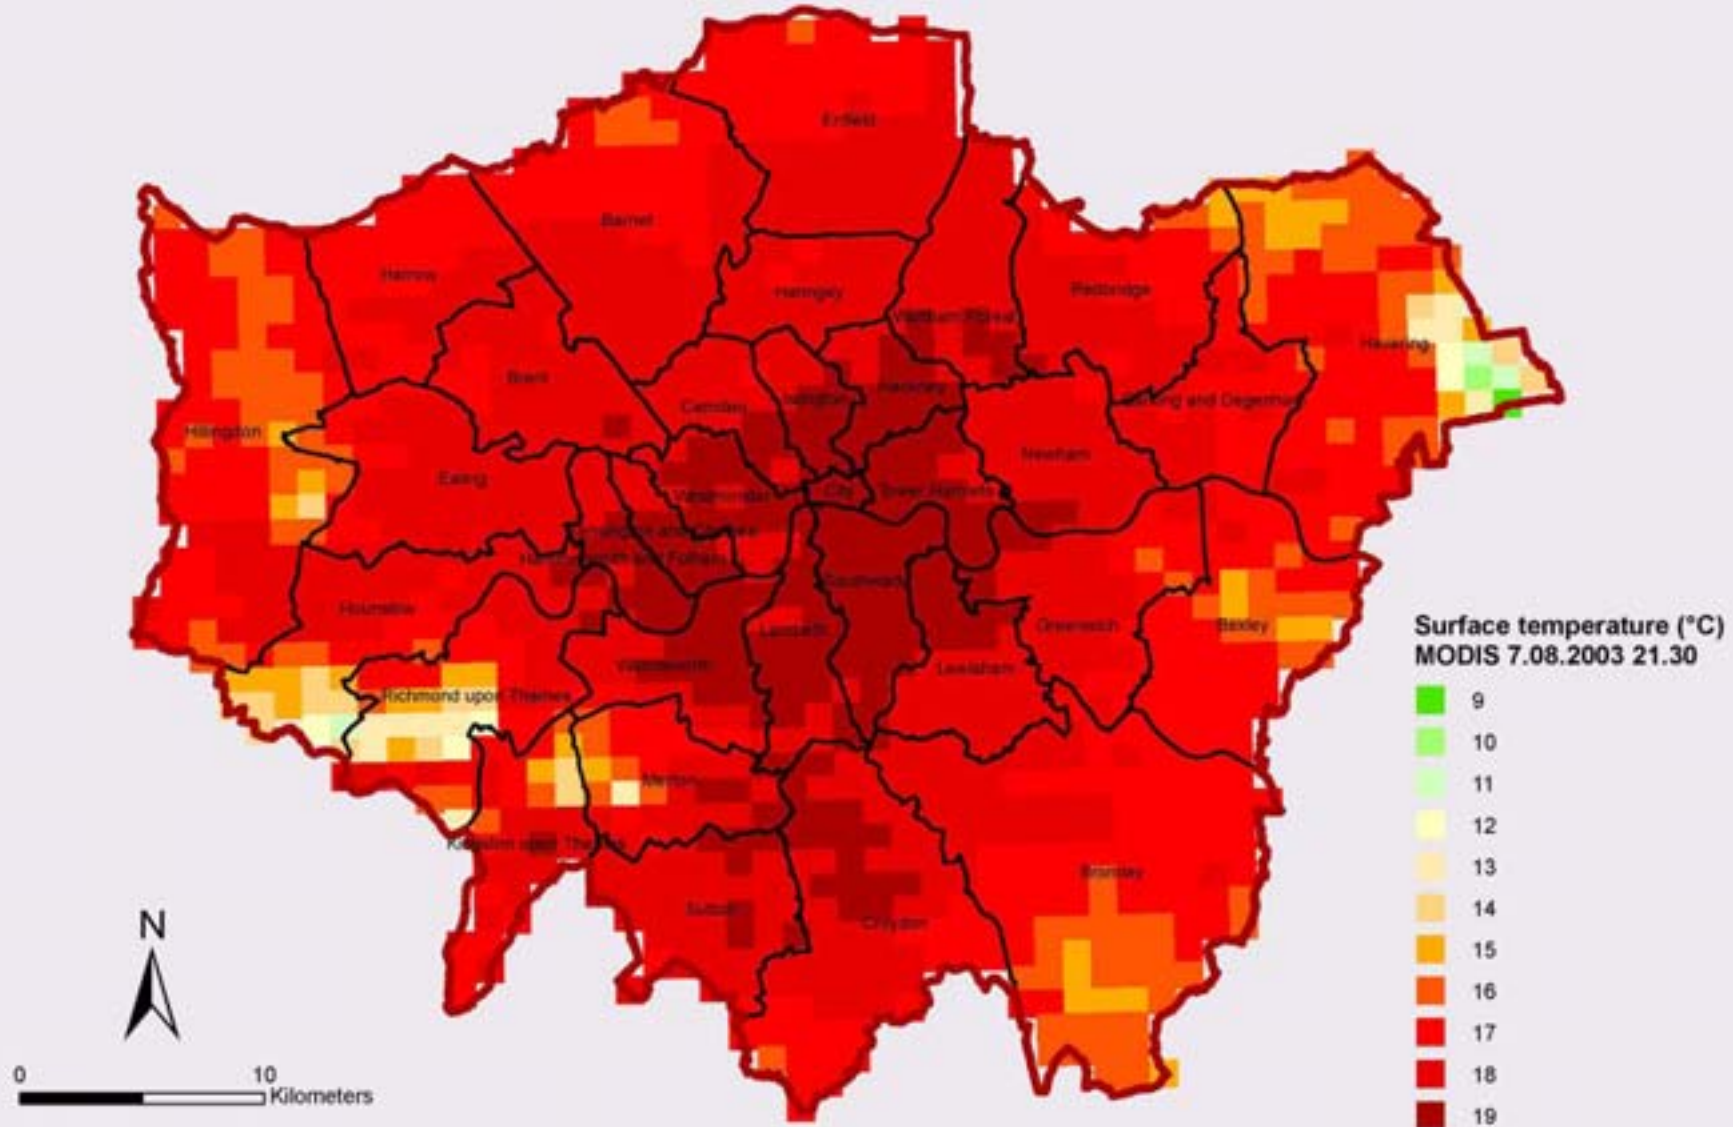 Enfield
Barnet
Harrow
Haringey
Redbridge
Waltham Forest
Havering
Brent
Hackney
Camden
Islington
Barking and Dagenham
Hillingdon
Newham
Ealing
Westminster
City
Tower Hamlets
Hammersmith and Fulham
Southwark
Hounslow
Lambeth
Greenwich
Bexley
Wandsworth
Lewisham
Richmond upon Thames
Merton
Kingston upon Thames
Bromley
Sutton
Croydon
Surface temperature (°C)
MODIS 7.08.2003 21.30
9
10
11
12
13
14
15
16
17
18
19
N
0 10
Kilometers